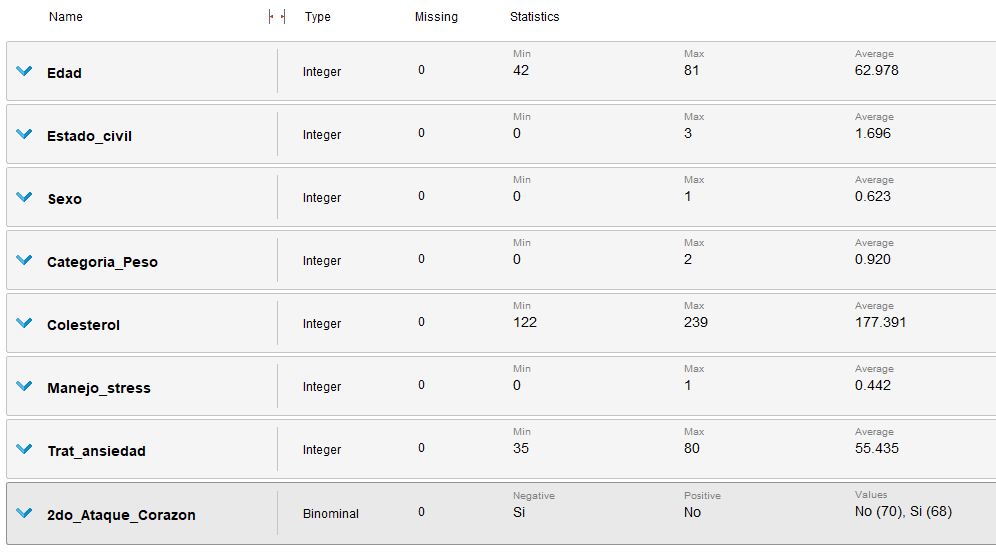 Name Type Missing Statistics
Min Max Average
Edad Integer 0 42 81 62.978
Min Max Average
Estado_civil Integer 0 0 3 1.696
Min Max Average
Sexo Integer 0 0 1 0.623
Min Max Average
Categoria_Peso Integer 0 0 2 0.920
Min Max Average
Colesterol Integer 0 122 239 177.391
Min Max Average
Manejo_stress Integer 0 0 1 0.442
Min Max Average
Trat_ansiedad Integer 0 35 80 55.435
Negative Positive Values
2do_Ataque_Corazon Binominal 0 Si No No (70), Si (68)